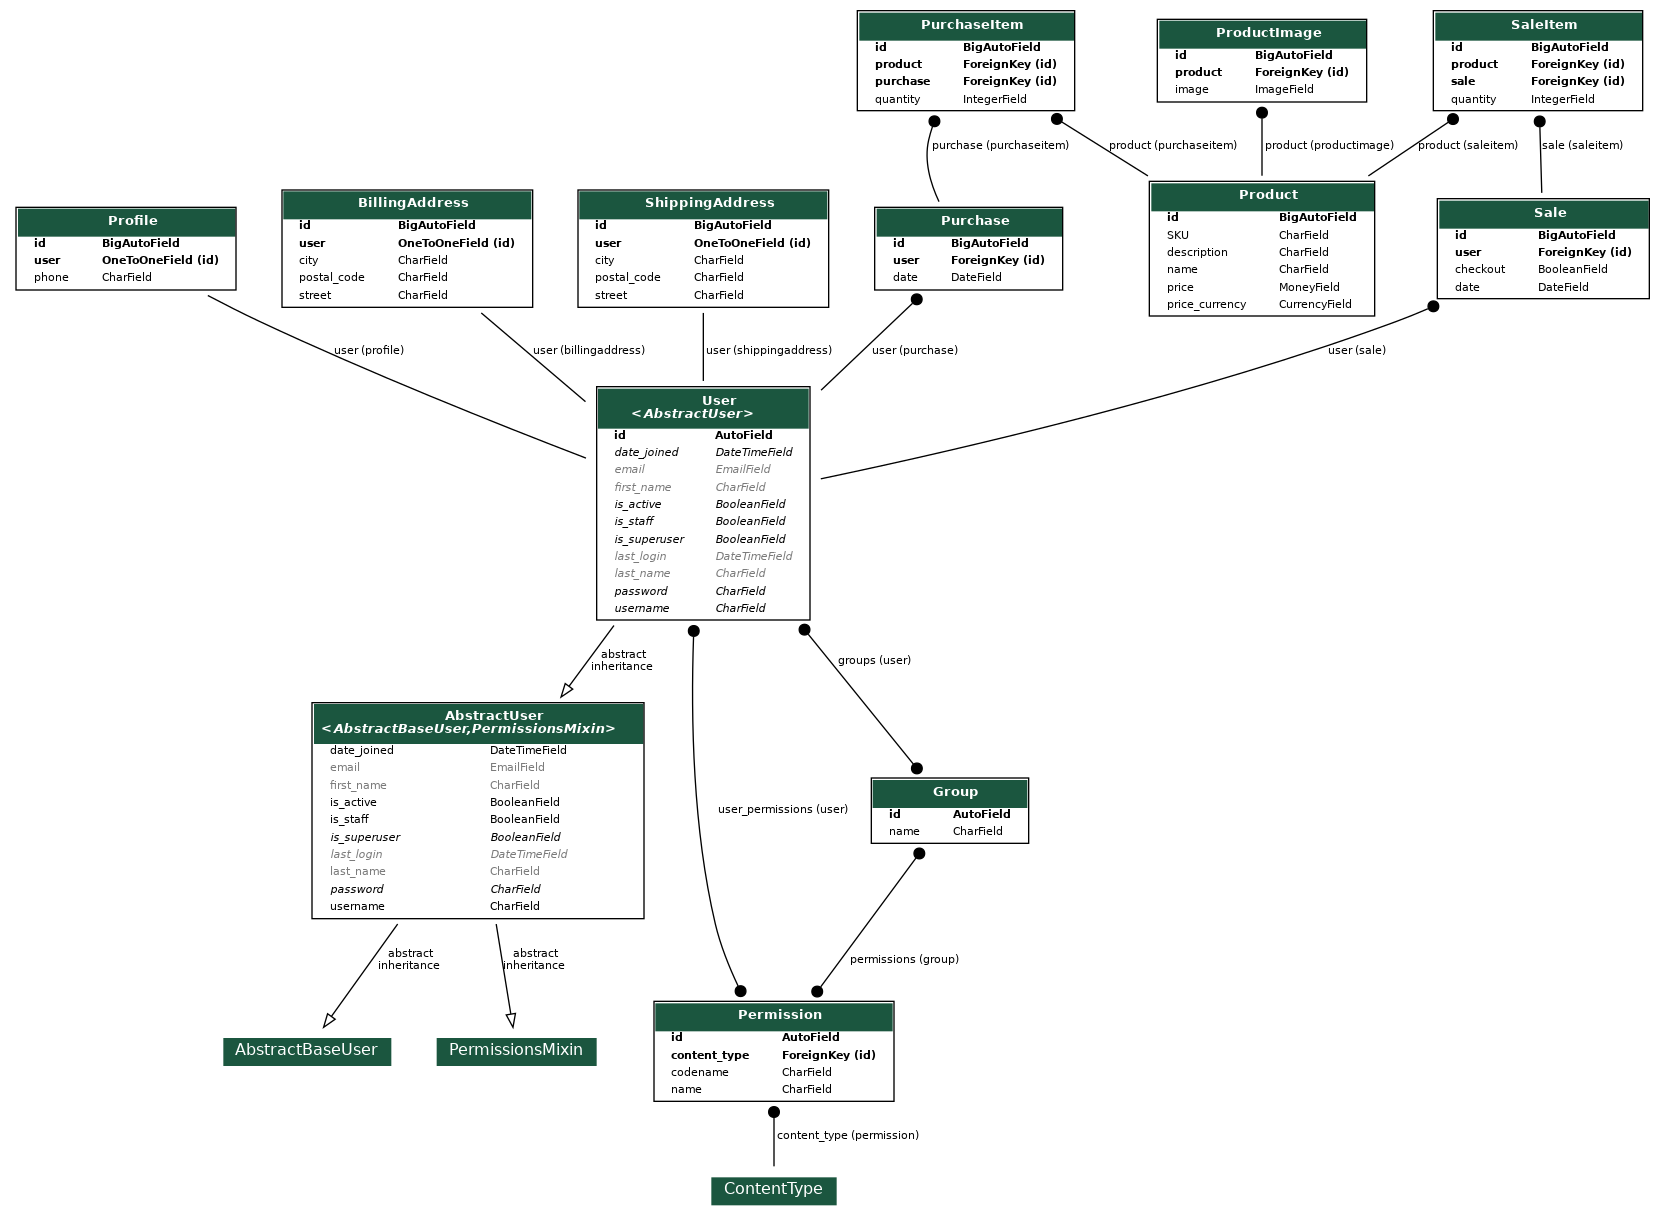 PurchaseItem
id BigAutoField
product ForeignKey (id)
purchase ForeignKey (id)
quantity IntegerField
ProductImage
id BigAutoField
product ForeignKey (id)
image ImageField
SaleItem
id BigAutoField
product ForeignKey (id)
sale ForeignKey (id)
quantity IntegerField
purchase (purchaseitem)
product (purchaseitem)
product (productimage)
product (saleitem)
sale (saleitem)
Profile
id BigAutoField
user OneToOneField (id)
phone CharField
BillingAddress
id BigAutoField
user OneToOneField (id)
city CharField
postal_code CharField
street CharField
ShippingAddress
id BigAutoField
user OneToOneField (id)
city CharField
postal_code CharField
street CharField
Purchase
id BigAutoField
user ForeignKey (id)
date DateField
Product
id BigAutoField
SKU CharField
description CharField
name CharField
price MoneyField
price_currency CurrencyField
Sale
id BigAutoField
user ForeignKey (id)
checkout BooleanField
date DateField
user (profile)
user (billingaddress)
user (shippingaddress)
user (purchase)
user (sale)
User
<AbstractUser>
id AutoField
date_joined DateTimeField
email EmailField
first_name CharField
is_active BooleanField
is_staff BooleanField
is_superuser BooleanField
last_login DateTimeField
last_name CharField
password CharField
username CharField
abstract
inheritance
groups (user)
user_permissions (user)
AbstractUser
<AbstractBaseUser,PermissionsMixin>
date_joined DateTimeField
email EmailField
first_name CharField
is_active BooleanField
is_staff BooleanField
is_superuser BooleanField
last_login DateTimeField
last_name CharField
password CharField
username CharField
Group
id AutoField
name CharField
abstract
inheritance
abstract
inheritance
permissions (group)
AbstractBaseUser
PermissionsMixin
Permission
id AutoField
content_type ForeignKey (id)
codename CharField
name CharField
content_type (permission)
ContentType